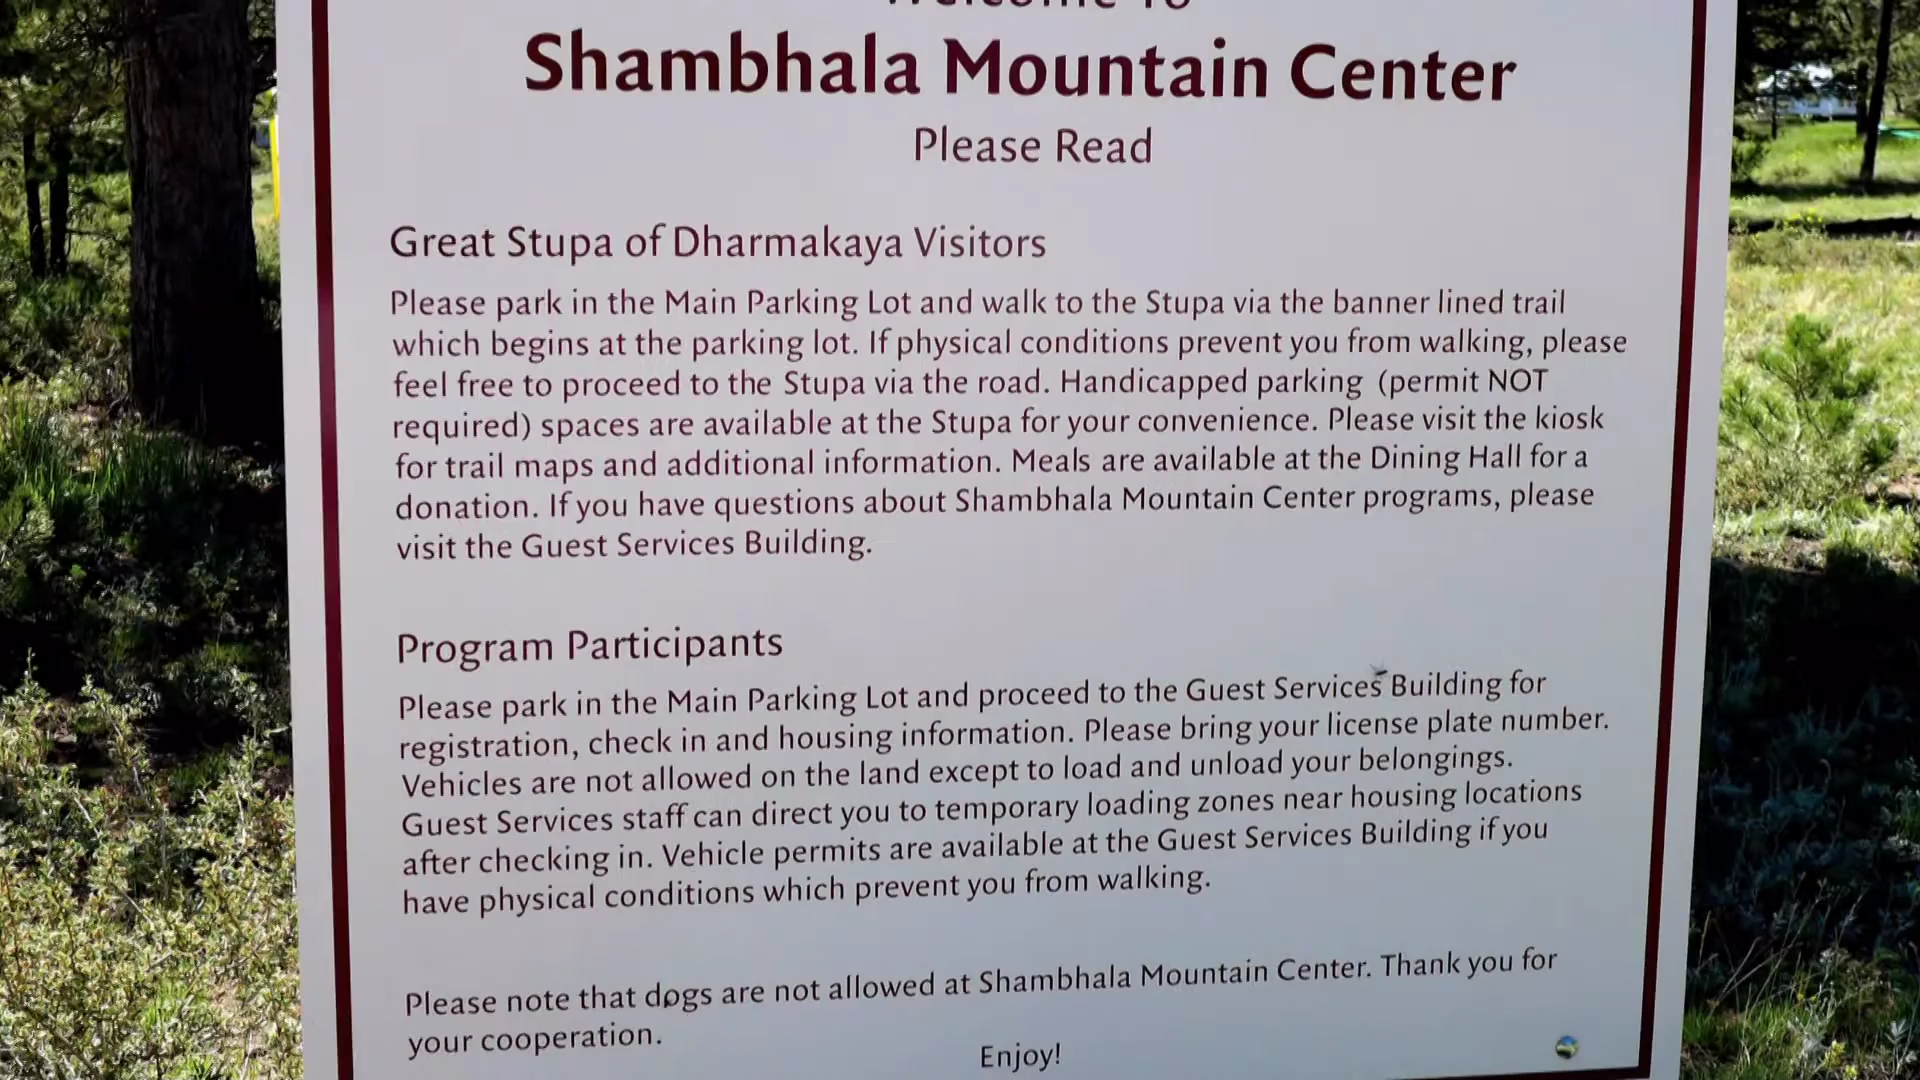 Welcome To
Shambhala Mountain Center
Please Read
Great Stupa of Dharmakaya Visitors
Please park in the Main Parking Lot and walk to the Stupa via the banner lined trail
which begins at the parking lot. If physical conditions prevent you from walking, please
feel free to proceed to the Stupa via the road. Handicapped parking (permit NOT
required) spaces are available at the Stupa for your convenience. Please visit the kiosk
for trail maps and additional information. Meals are available at the Dining Hall for a
donation. If you have questions about Shambhala Mountain Center programs, please
visit the Guest Services Building.
Program Participants
Please park in the Main Parking Lot and proceed to the Guest Services Building for
registration, check in and housing information. Please bring your license plate number.
Vehicles are not allowed on the land except to load and unload your belongings.
Guest Services staff can direct you to temporary loading zones near housing locations
after checking in. Vehicle permits are available at the Guest Services Building if you
have physical conditions which prevent you from walking.
Please note that dogs are not allowed at Shambhala Mountain Center. Thank you for
your cooperation.
Enjoy!